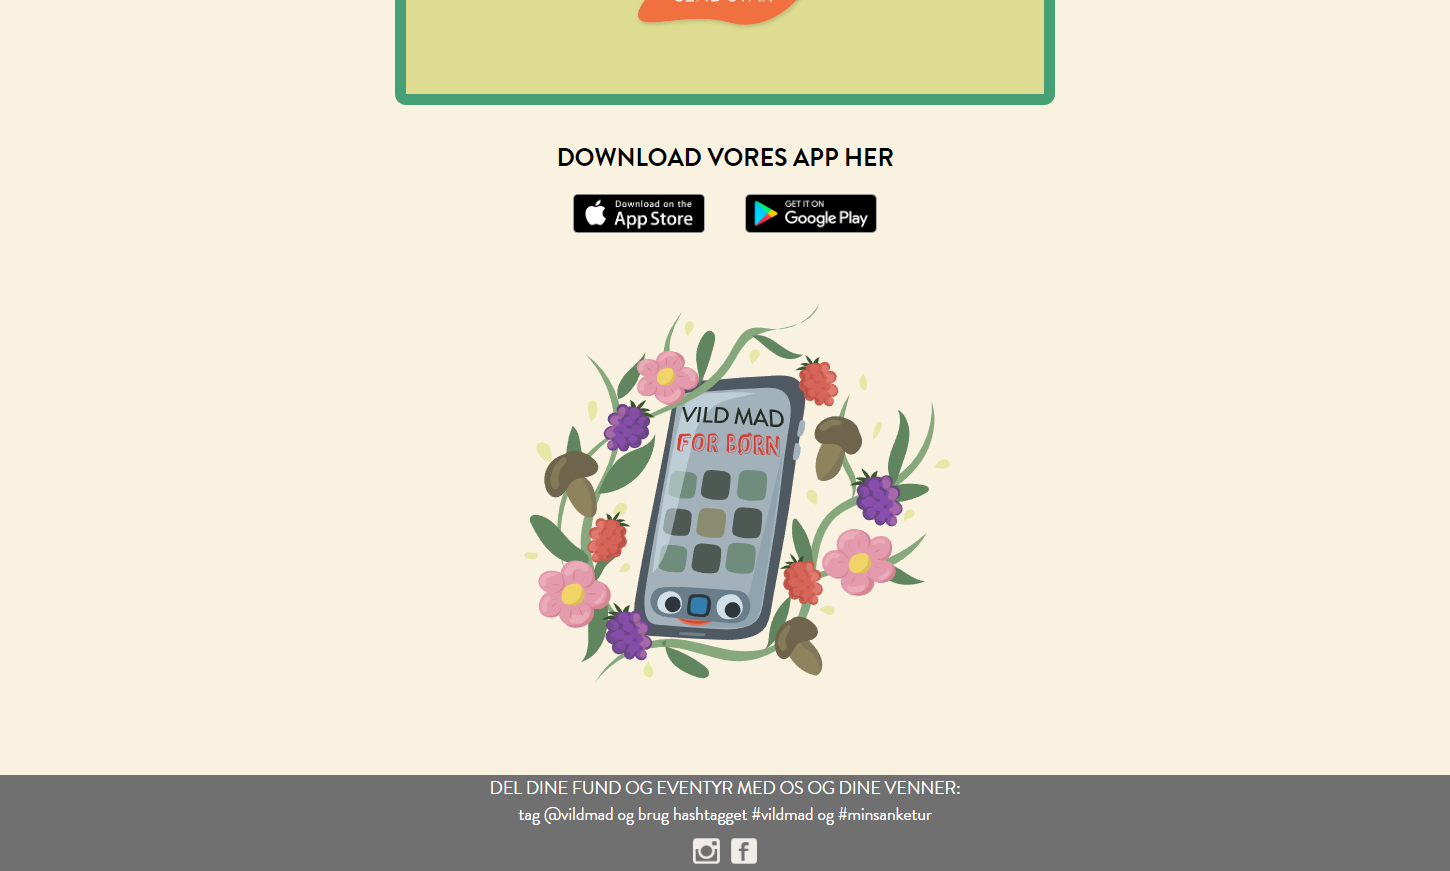 DOWNLOAD VORES APP HER
Download on the
App Store
GET IT ON
Google Play
VILD MAD
FOR BØRN
DEL DINE FUND OG EVENTYR MED OS OG DINE VENNER:
tag @vildmad og brug hashtagget #vildmad og #minsanketur